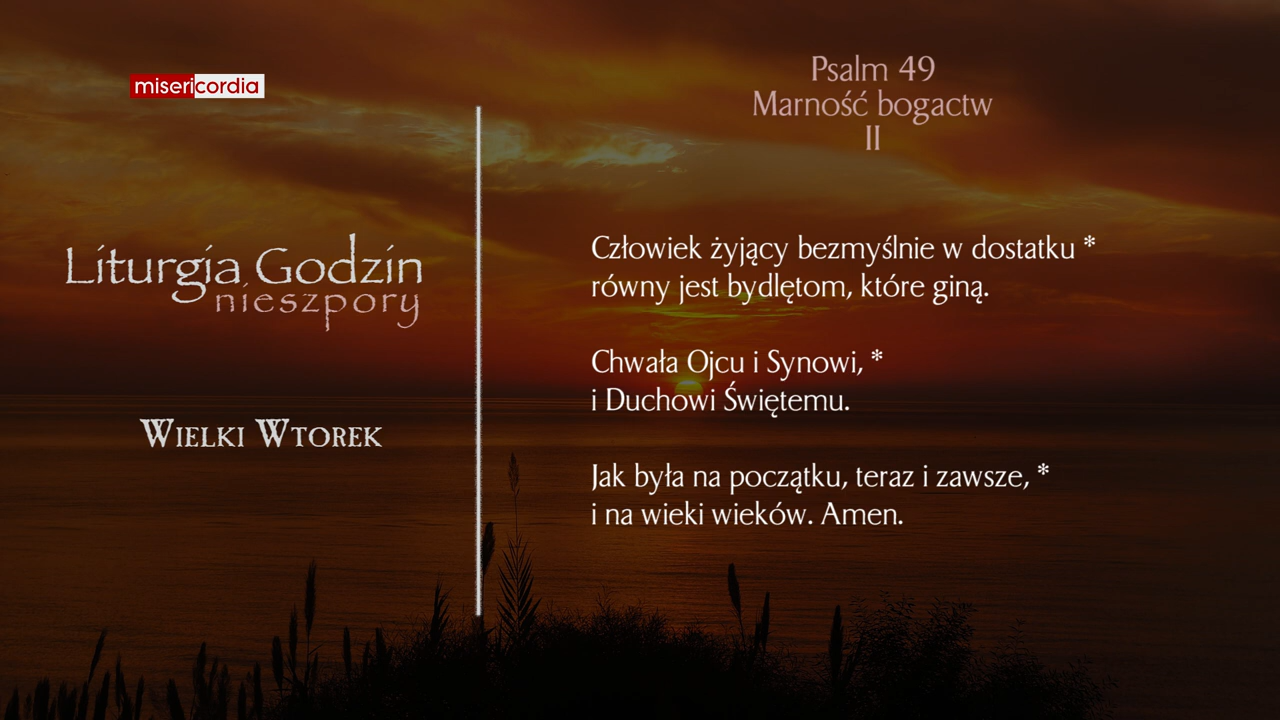 misericordia
Liturgia Godzin
nieszpory
Wielki Wtorek
Psalm 49
Marność bogactw
II
Człowiek żyjący bezmyślnie w dostatku *
równy jest bydlętom, które giną.
Chwała Ojcu i Synowi, *
i Duchowi Świętemu.
Jak była na początku, teraz i zawsze, *
i na wieki wieków. Amen.